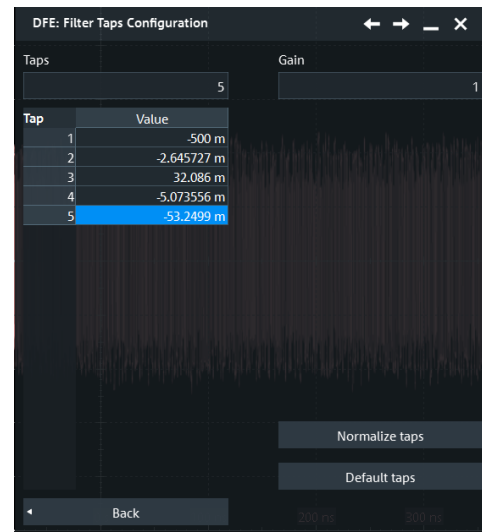 DFE: Filter Taps Configuration
Taps Gain
5 1
Tap Value
1 -500 m
2 -2.645727 m
3 32.086 m
4 -5.073556 m
5 -53.2499 m
Normalize taps
Default taps
Back
200 ns 800 ns